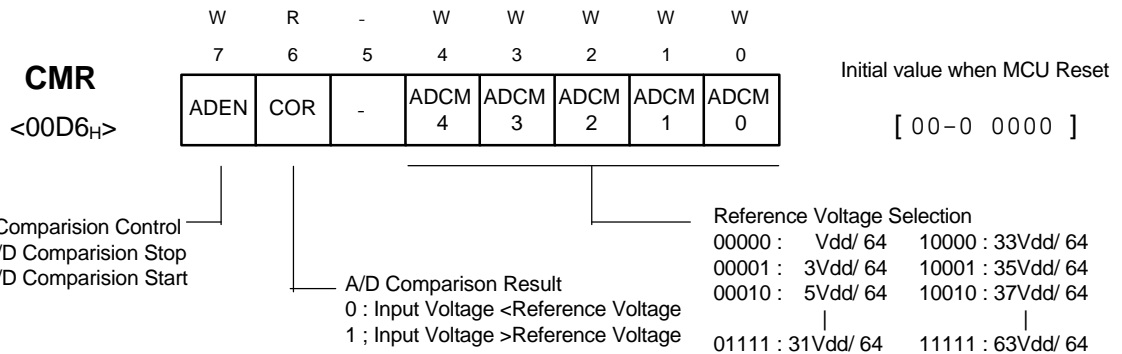 W R - W W W W W
7 6 5 4 3 2 1 0
CMR
<00D6H>
ADEN COR - ADCM 4 ADCM 3 ADCM 2 ADCM 1 ADCM 0
Initial value when MCU Reset
[ 00-0 0000 ]
Comparision Control
/D Comparision Stop
/D Comparision Start
A/D Comparison Result
0 : Input Voltage <Reference Voltage
1 ; Input Voltage >Reference Voltage
Reference Voltage Selection
00000 : Vdd/ 64 10000 : 33Vdd/ 64
00001 : 3Vdd/ 64 10001 : 35Vdd/ 64
00010 : 5Vdd/ 64 10010 : 37Vdd/ 64
01111 : 31Vdd/ 64 11111 : 63Vdd/ 64